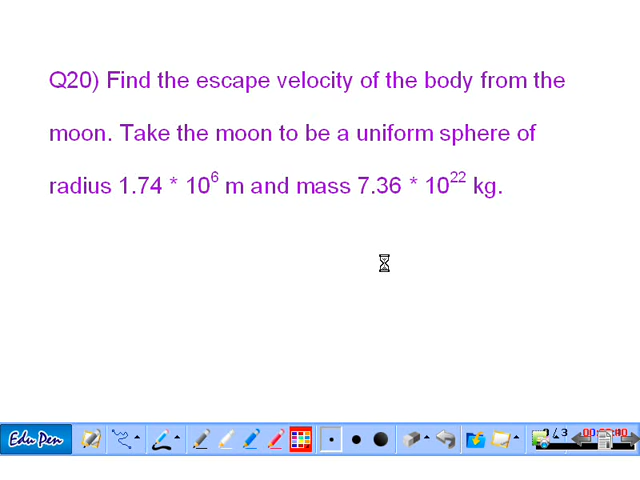 Q20) Find the escape velocity of the body from the
moon. Take the moon to be a uniform sphere of
radius 1.74 * 10⁶ m and mass 7.36 * 10²² kg.
Edu Pen
/ 3